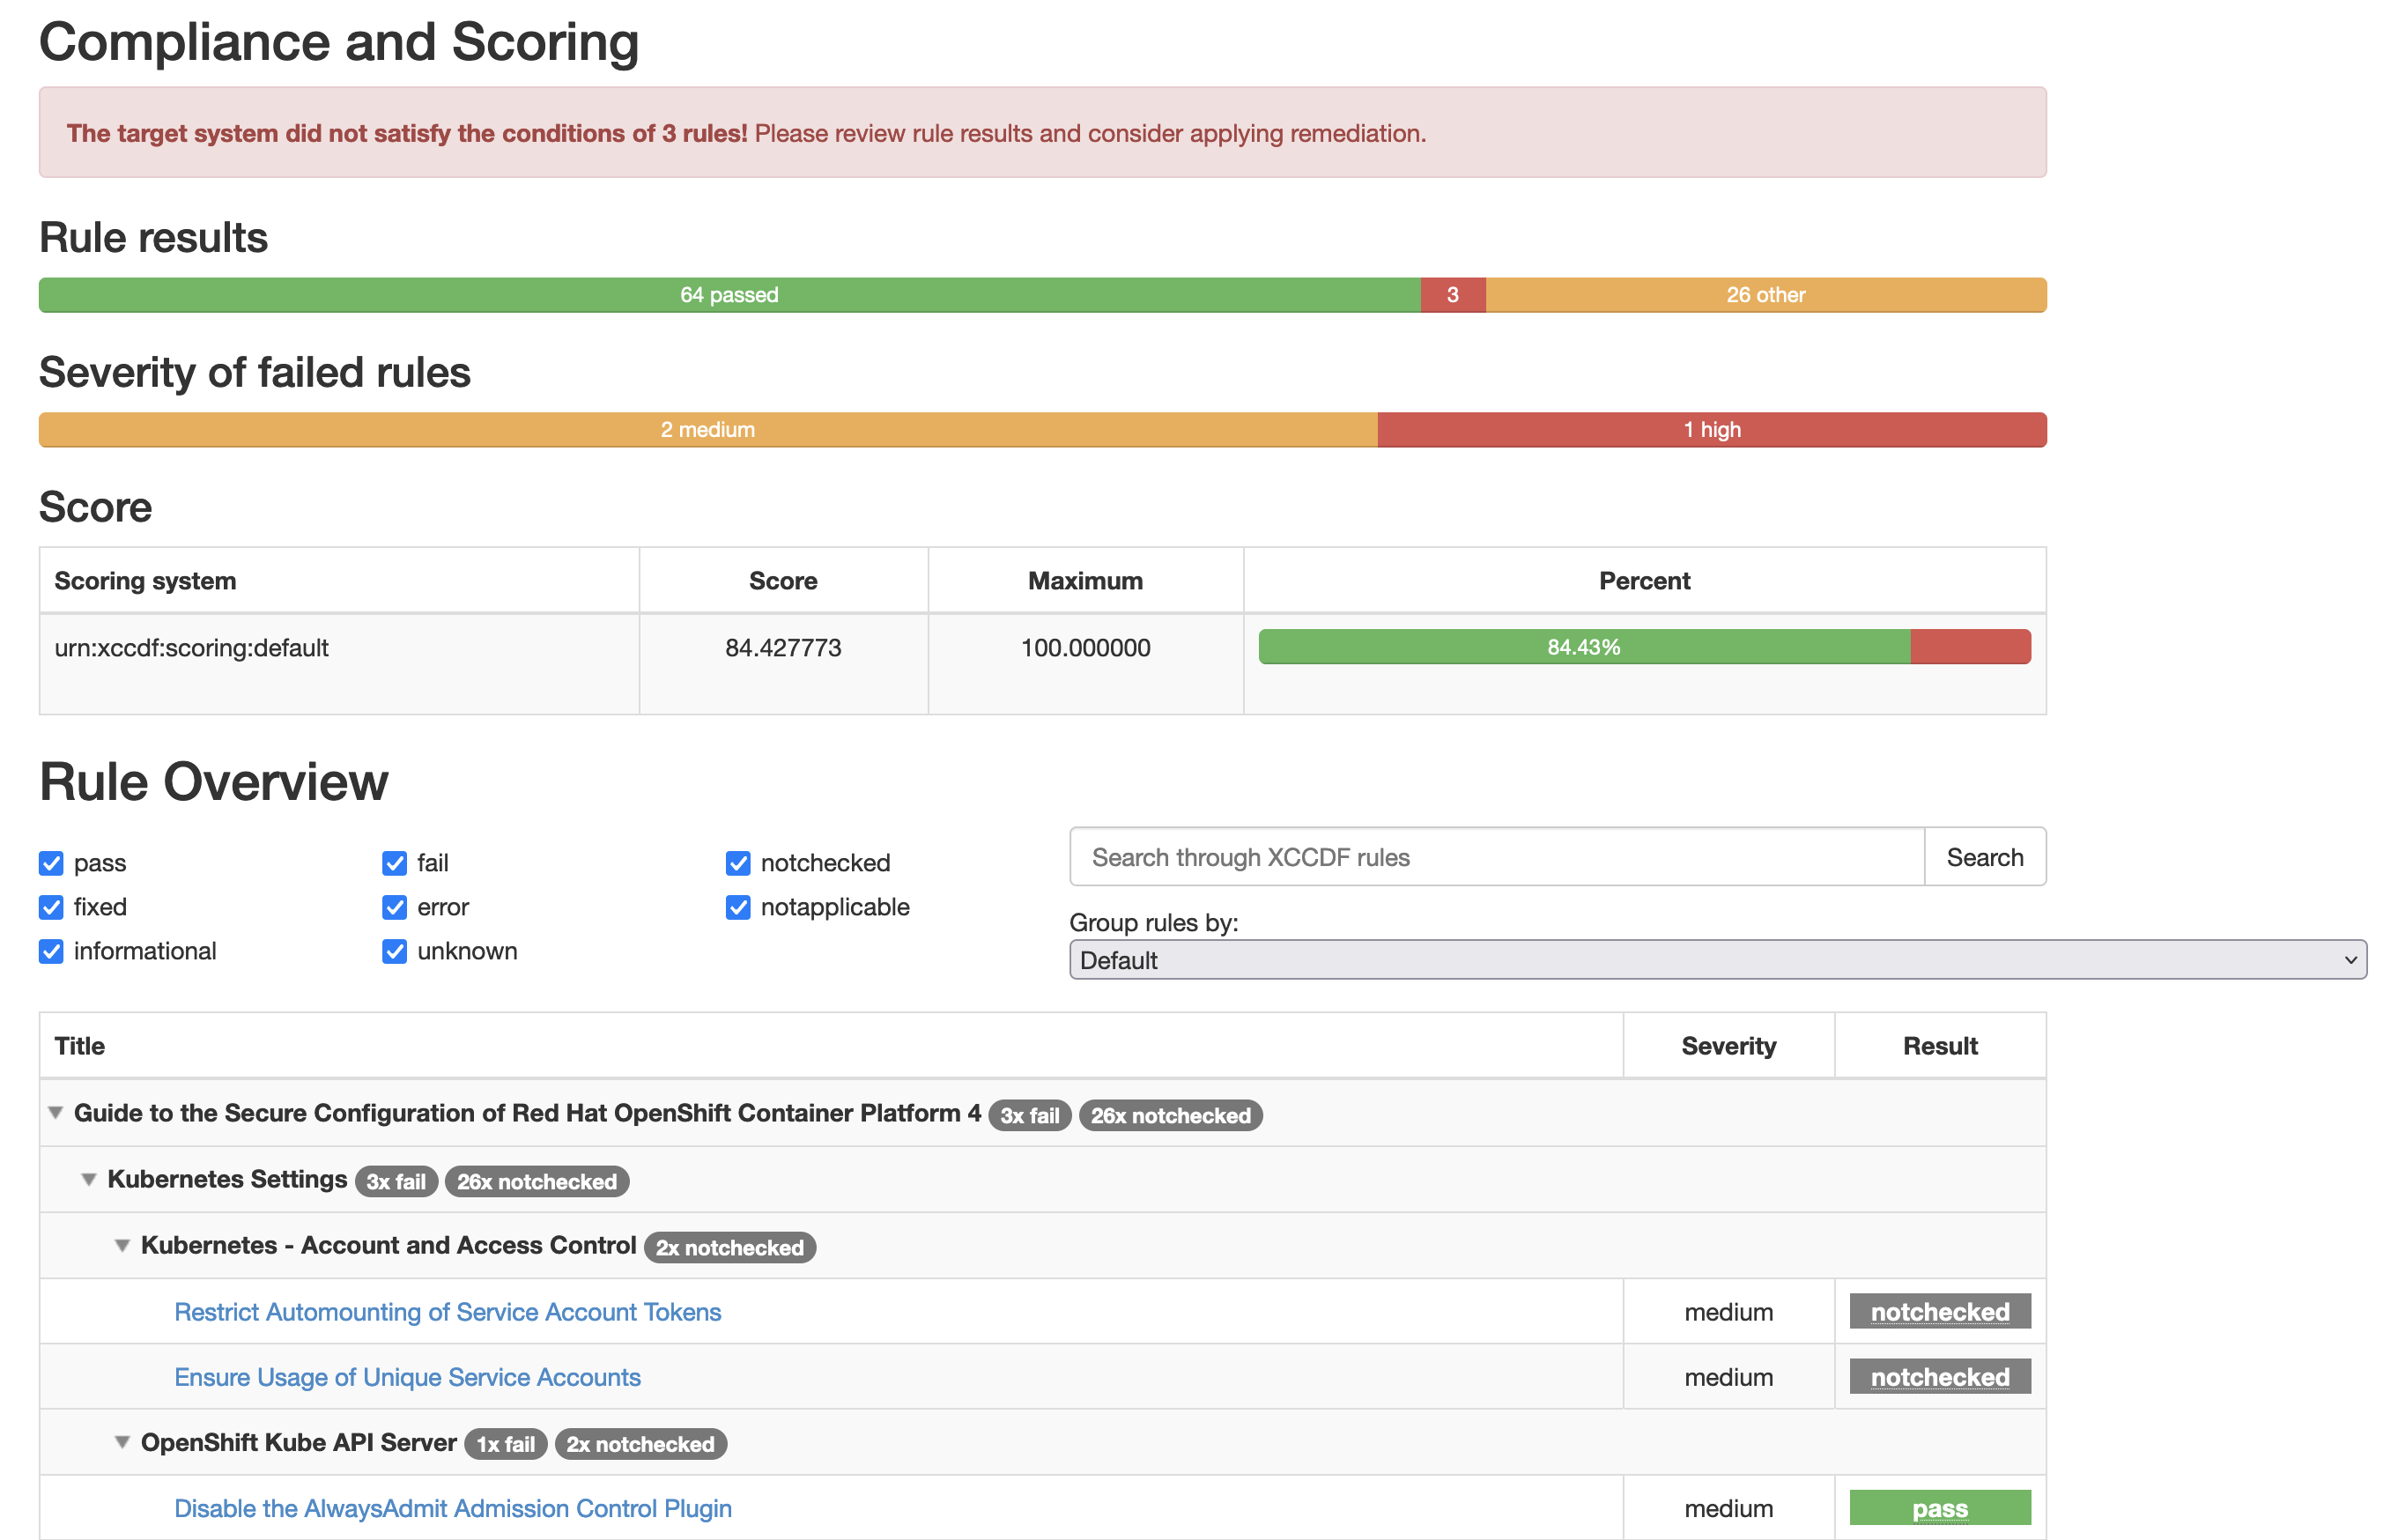 Compliance and Scoring
The target system did not satisfy the conditions of 3 rules! Please review rule results and consider applying remediation.
Rule results
64 passed 3 26 other
Severity of failed rules
2 medium 1 high
Score
Scoring system Score Maximum Percent
urn:xccdf:scoring:default 84.427773 100.000000 84.43%
Rule Overview
pass fail notchecked
fixed error notapplicable
informational unknown
Search through XCCDF rules Search
Group rules by:
Default
Title Severity Result
Guide to the Secure Configuration of Red Hat OpenShift Container Platform 4 3x fail 26x notchecked
Kubernetes Settings 3x fail 26x notchecked
Kubernetes - Account and Access Control 2x notchecked
Restrict Automounting of Service Account Tokens medium notchecked
Ensure Usage of Unique Service Accounts medium notchecked
OpenShift Kube API Server 1x fail 2x notchecked
Disable the AlwaysAdmit Admission Control Plugin medium pass